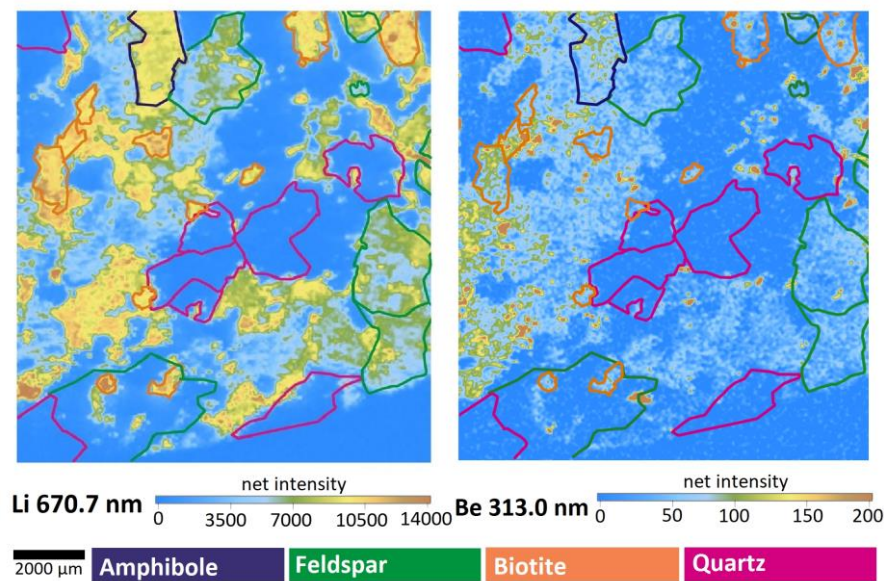 net intensity
Li 670.7 nm
0 3500 7000 10500 14000
net intensity
Be 313.0 nm
0 50 100 150 200
2000 µm
Amphibole Feldspar Biotite Quartz